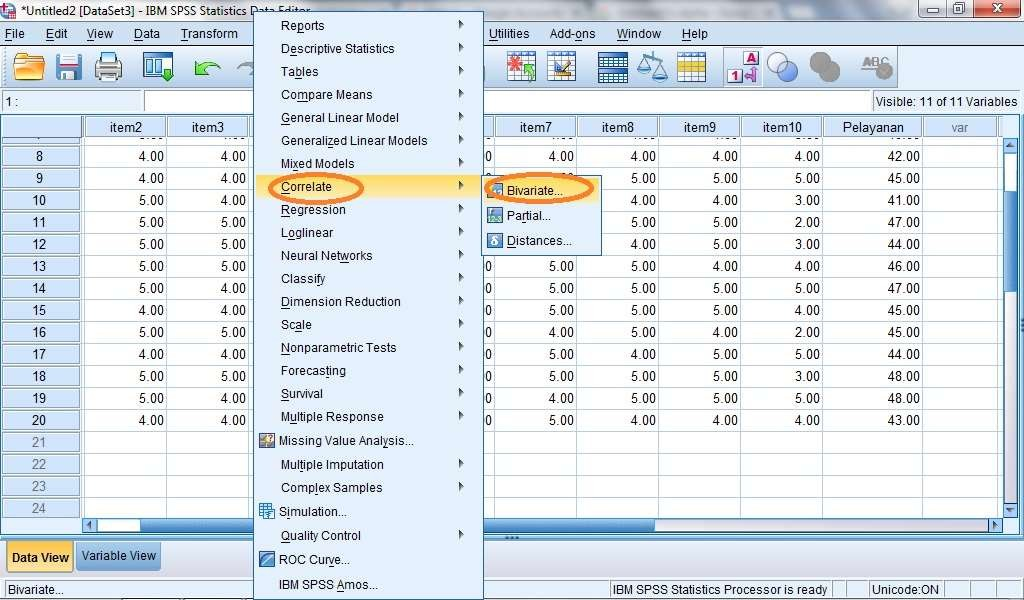 *Untitled2 [DataSet3] - IBM SPSS Statistics Data Editor
File Edit View Data Transform Utilities Add-ons Window Help
1 A
ABC
1 : Visible: 11 of 11 Variables
item2 item3 item7 item8 item9 item10 Pelayanan var
8 4.00 4.00 4.00 4.00 4.00 4.00 42.00
9 4.00 4.00 5.00 5.00 5.00 5.00 45.00
10 4.00 4.00 4.00 4.00 3.00 41.00
11 5.00 5.00 5.00 5.00 2.00 47.00
12 5.00 4.00 4.00 5.00 3.00 44.00
13 5.00 4.00 5.00 5.00 4.00 4.00 46.00
14 5.00 5.00 5.00 5.00 5.00 5.00 47.00
15 4.00 4.00 5.00 5.00 5.00 4.00 45.00
16 5.00 5.00 4.00 5.00 4.00 2.00 45.00
17 4.00 4.00 4.00 5.00 5.00 4.00 44.00
18 5.00 5.00 5.00 5.00 5.00 3.00 48.00
19 5.00 5.00 4.00 5.00 5.00 5.00 48.00
20 4.00 4.00 5.00 4.00 4.00 4.00 43.00
21
22
23
24
Reports
Descriptive Statistics
Tables
Compare Means
General Linear Model
Generalized Linear Models
Mixed Models
Correlate
Regression
Loglinear
Neural Networks
Classify
Dimension Reduction
Scale
Nonparametric Tests
Forecasting
Survival
Multiple Response
Missing Value Analysis...
Multiple Imputation
Complex Samples
Simulation...
Quality Control
ROC Curve...
IBM SPSS Amos...
Bivariate...
Partial...
Distances...
Data View Variable View
Bivariate... IBM SPSS Statistics Processor is ready Unicode:ON